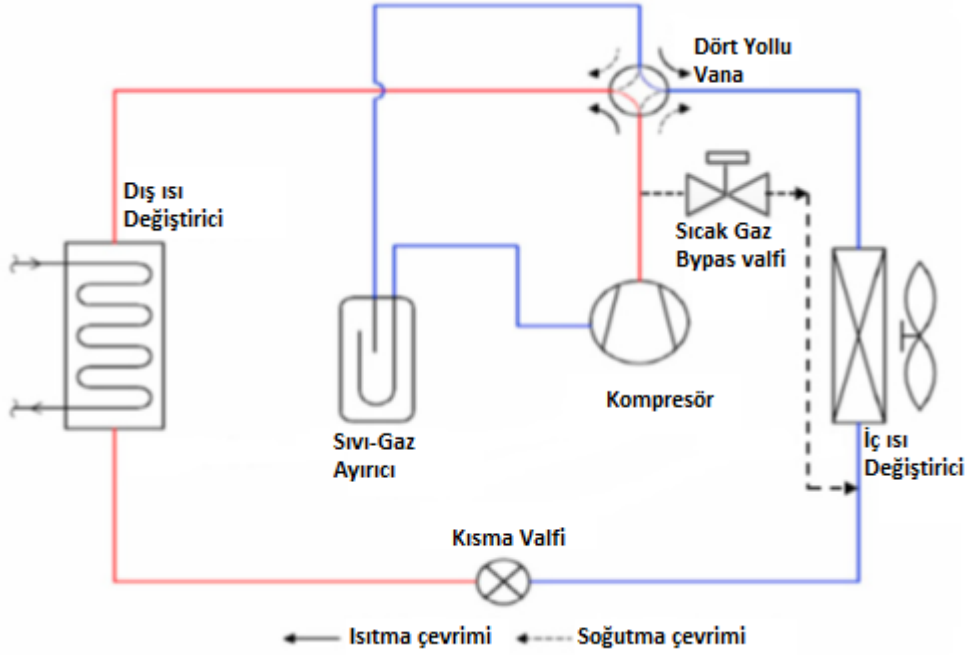 Dört Yollu
Vana
Dış ısı
Değiştirici
Sıcak Gaz
Bypas valfi
Kompresör
Sıvı-Gaz
Ayırıcı
İç ısı
Değiştirici
Kısma Valfi
Isıtma çevrimi
Soğutma çevrimi